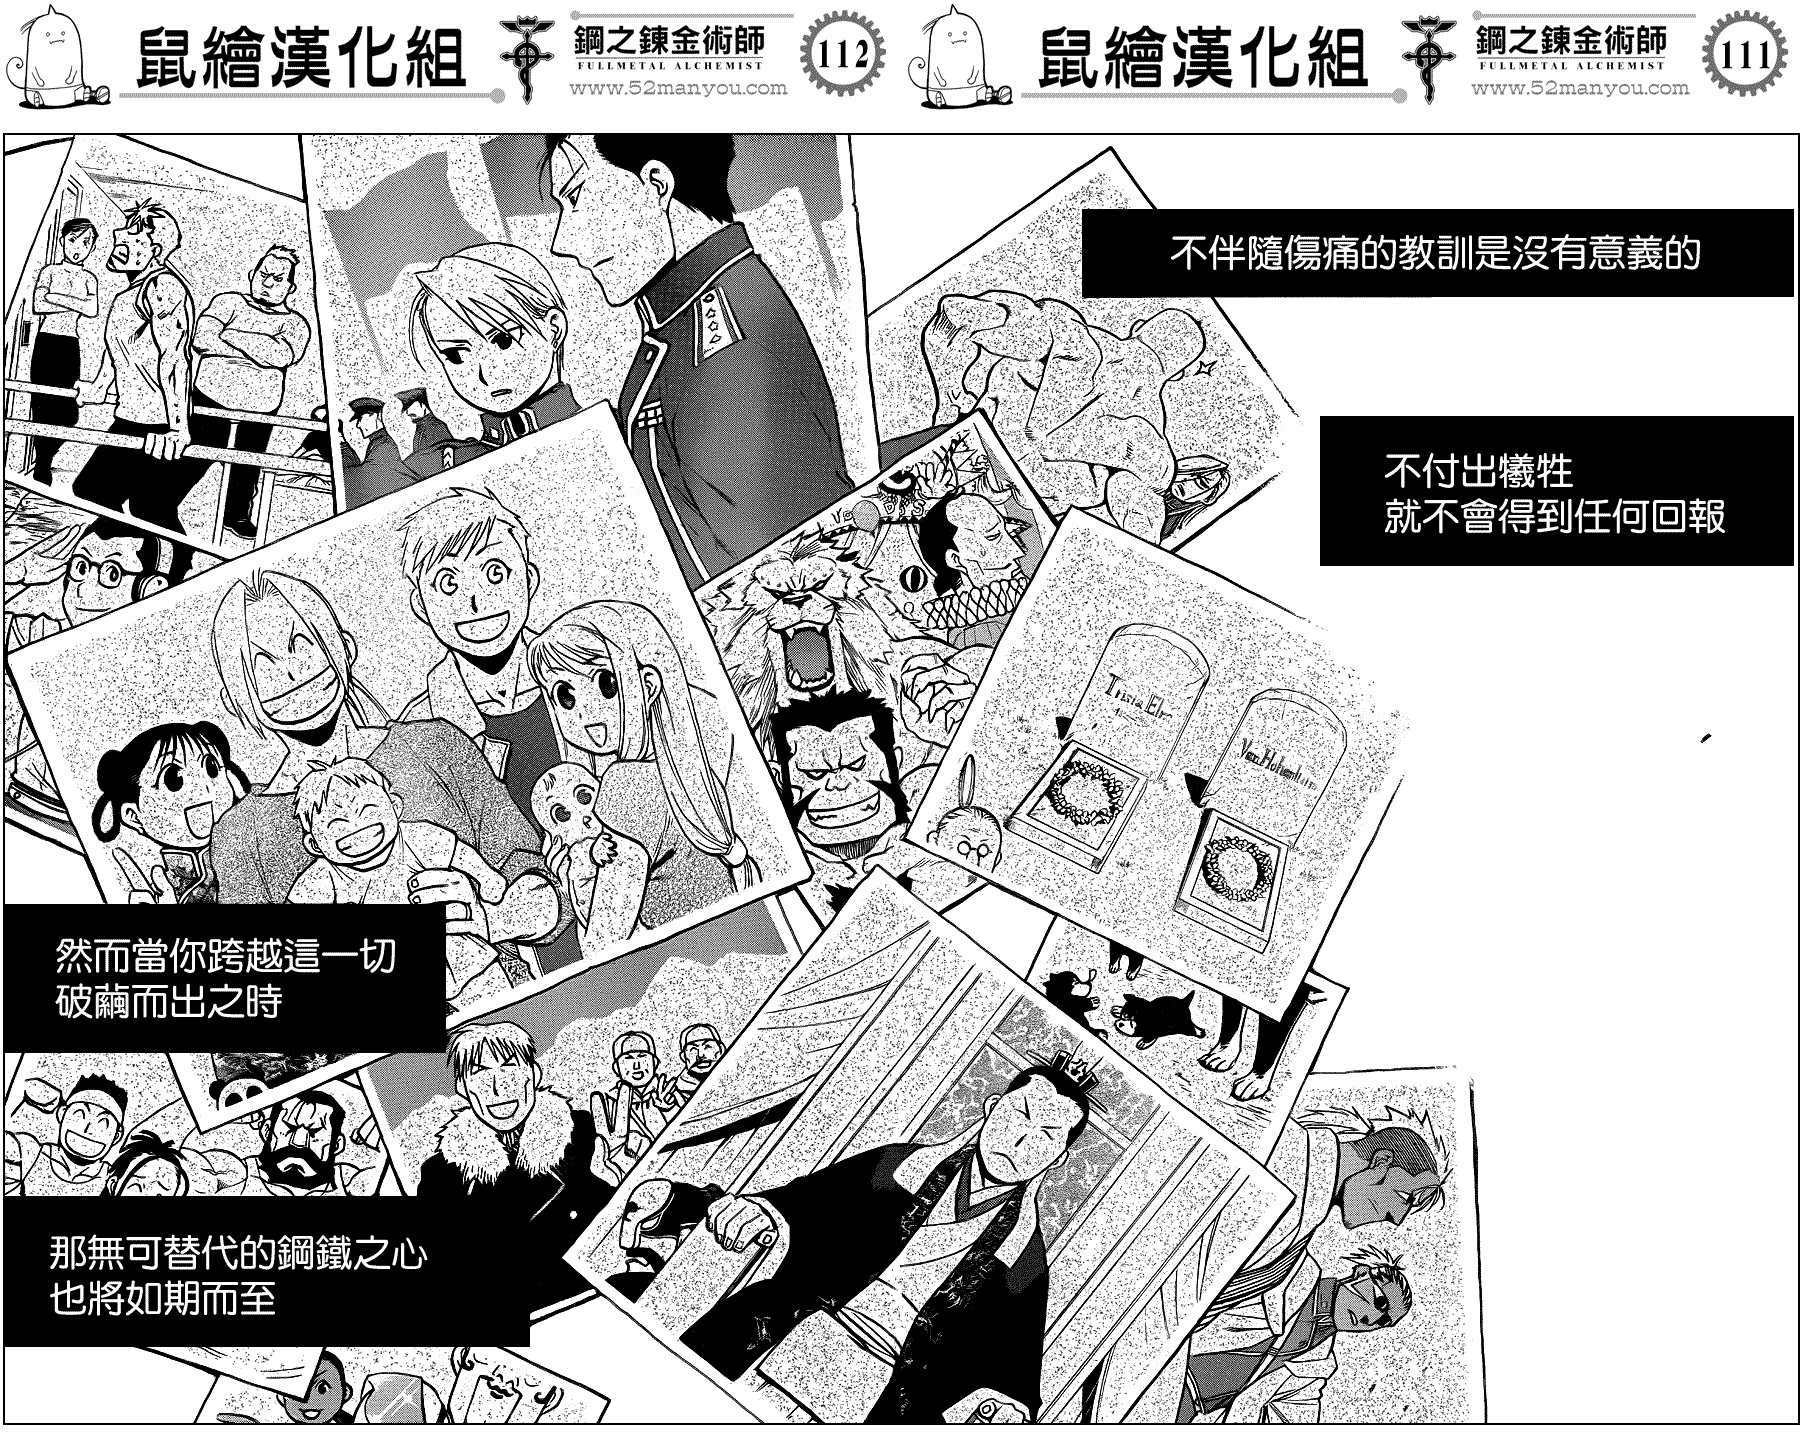 鼠繪漢化組
鋼之鍊金術師
FULLMETAL ALCHEMIST
www.52manyou.com
112
鼠繪漢化組
鋼之鍊金術師
FULLMETAL ALCHEMIST
www.52manyou.com
111
不伴隨傷痛的教訓是沒有意義的
不付出犧牲
就不會得到任何回報
Van Hohenheim
然而當你跨越這一切
破繭而出之時
那無可替代的鋼鐵之心
也將如期而至